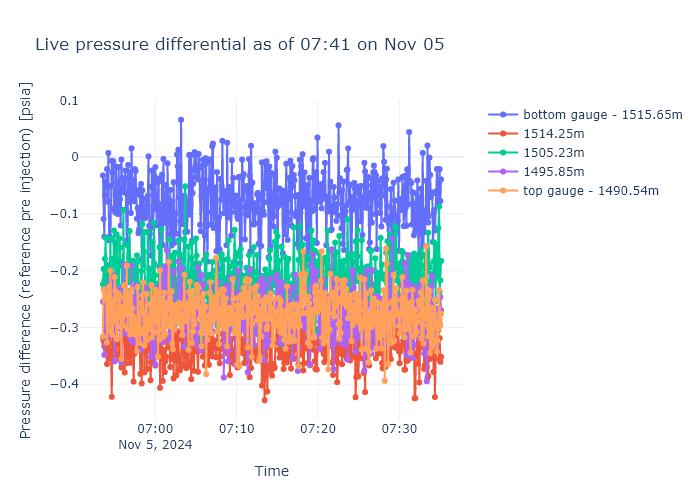 Live pressure differential as of 07:41 on Nov 05
Pressure difference (reference pre injection) [psia]
0.1
0
−0.1
−0.2
−0.3
−0.4
07:00
Nov 5, 2024
07:10
07:20
07:30
Time
bottom gauge - 1515.65m
1514.25m
1505.23m
1495.85m
top gauge - 1490.54m